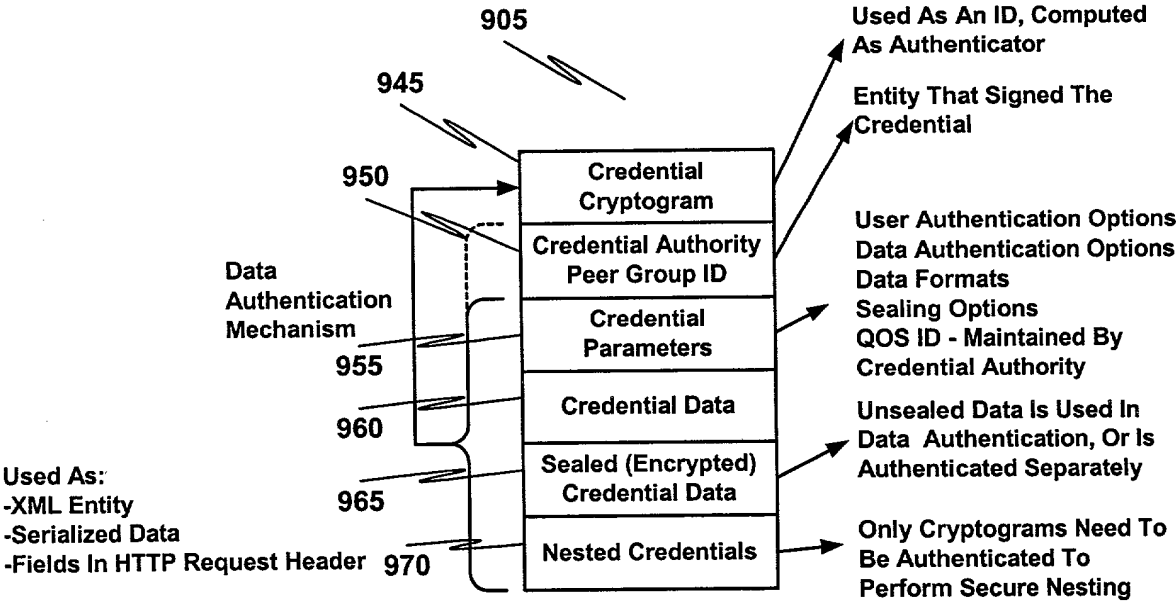 905
Used As An ID, Computed
As Authenticator
945
Entity That Signed The
Credential
Credential
Cryptogram
950
Credential Authority
Peer Group ID
User Authentication Options
Data Authentication Options
Data Formats
Sealing Options
QOS ID - Maintained By
Credential Authority
Data
Authentication
Mechanism
Credential
Parameters
955
Credential Data
960
Unsealed Data Is Used In
Data Authentication, Or Is
Authenticated Separately
Sealed (Encrypted)
Credential Data
965
Used As:
-XML Entity
-Serialized Data
-Fields In HTTP Request Header
970
Nested Credentials
Only Cryptograms Need To
Be Authenticated To
Perform Secure Nesting